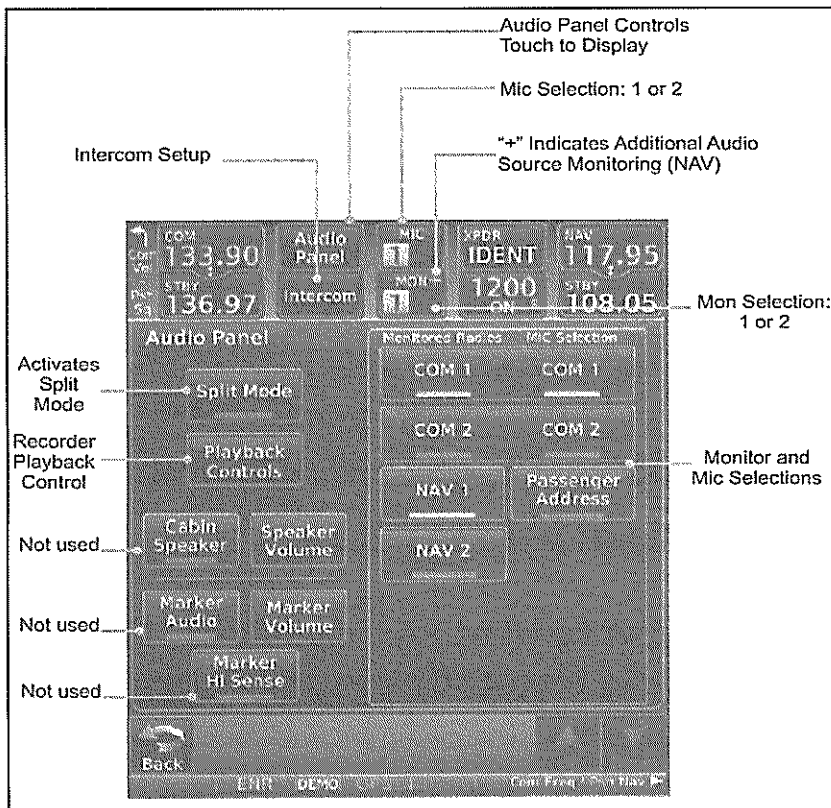 Audio Panel Controls
Touch to Display
Mic Selection: 1 or 2
"+" Indicates Additional Audio
Source Monitoring (NAV)
Intercom Setup
COM
133.90
STBY
136.97
Audio
Panel
Intercom
MIC
1
MON
1
XPDR
IDENT
1200
ON
NAV
117.95
STBY
108.05
Mon Selection:
1 or 2
Audio Panel
Monitored Radios
MIC Selection
Activates
Split
Mode
Split Mode
COM 1
COM 1
Recorder
Playback
Control
Playback
Controls
COM 2
COM 2
Monitor and
Mic Selections
NAV 1
Passenger
Address
Not used
Cabin
Speaker
Speaker
Volume
NAV 2
Not used
Marker
Audio
Marker
Volume
Not used
Marker
HI Sense
Back
ENR
DEMO